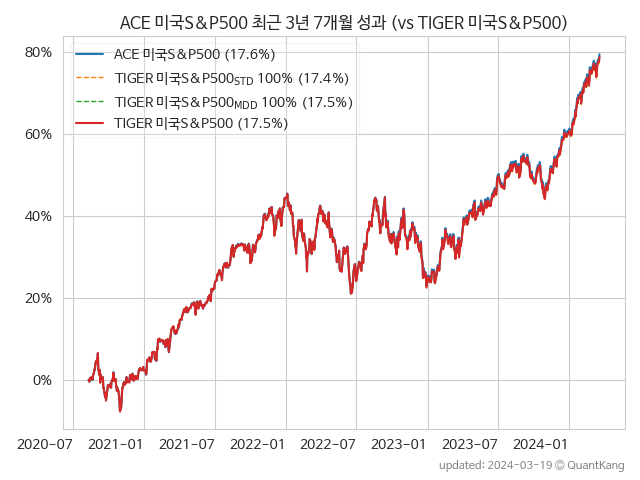 ACE 미국S&P500 최근 3년 7개월 성과 (vs TIGER 미국S&P500)
80%
60%
40%
20%
0%
ACE 미국S&P500 (17.6%)
TIGER 미국S&P500STD 100% (17.4%)
TIGER 미국S&P500MDD 100% (17.5%)
TIGER 미국S&P500 (17.5%)
2020-07 2021-01 2021-07 2022-01 2022-07 2023-01 2023-07 2024-01
updated: 2024-03-19 © QuantKang